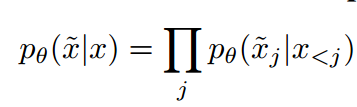 p_θ(x̃|x) = ∏_j p_θ(x̃_j|x_{<j})